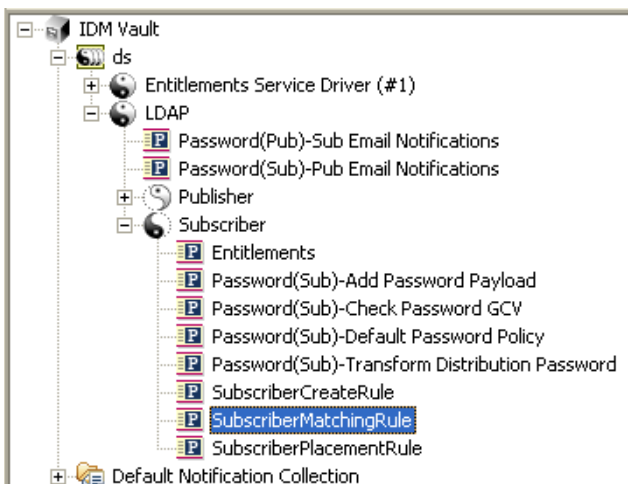 IDM Vault
ds
Entitlements Service Driver (#1)
LDAP
P Password(Pub)-Sub Email Notifications
P Password(Sub)-Pub Email Notifications
Publisher
Subscriber
P Entitlements
P Password(Sub)-Add Password Payload
P Password(Sub)-Check Password GCV
P Password(Sub)-Default Password Policy
P Password(Sub)-Transform Distribution Password
P SubscriberCreateRule
P SubscriberMatchingRule
P SubscriberPlacementRule
Default Notification Collection